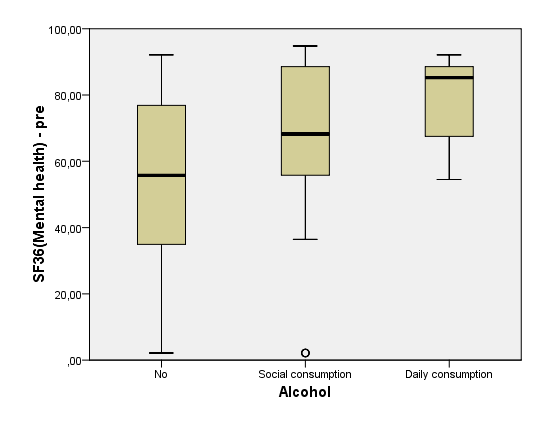 100,00
80,00
60,00
40,00
20,00
,00
SF36(Mental health) - pre
No
Social consumption
Daily consumption
Alcohol